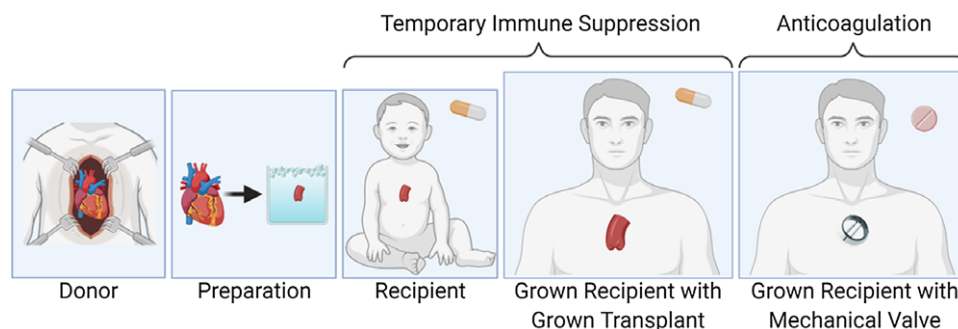 Temporary Immune Suppression
Anticoagulation
Donor
Preparation
Recipient
Grown Recipient with
Grown Transplant
Grown Recipient with
Mechanical Valve